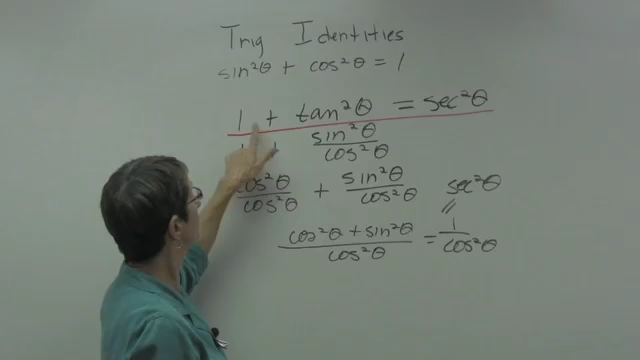 Trig Identities
sin²θ + cos²θ = 1
1 + tan²θ = sec²θ
sin²θ/cos²θ
cos²θ/cos²θ + sin²θ/cos²θ sec²θ
(cos²θ + sin²θ)/cos²θ = 1/cos²θ